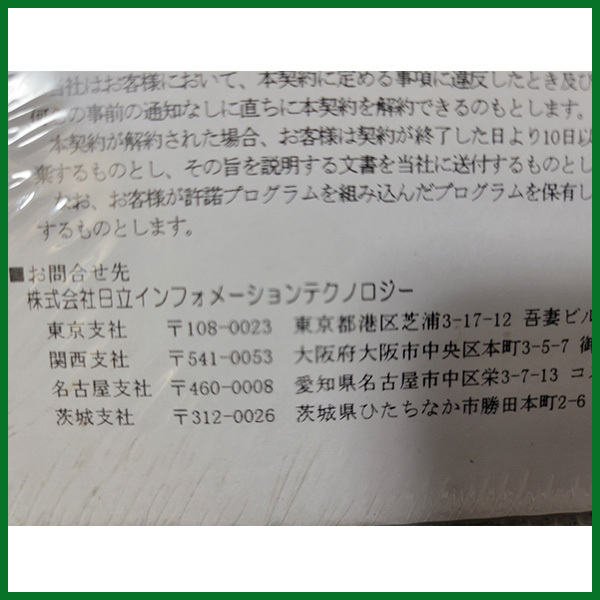 当社はお客様において、本契約に定める事項に違反したとき及び
の事前の通知なしに直ちに本契約を解約できるのものとします。
本契約が解約された場合、お客様は契約が終了した日より10日以
棄するものとし、その旨を説明する文書を当社に送付するものとし
なお、お客様が許諾プログラムを組み込んだプログラムを保有し
するものとします。
■お問合せ先
株式会社日立インフォメーションテクノロジー
東京支社 〒108-0023 東京都港区芝浦3-17-12 吾妻ビル
関西支社 〒541-0053 大阪府大阪市中央区本町3-5-7 御
名古屋支社 〒460-0008 愛知県名古屋市中区栄3-7-13 コ
茨城支社 〒312-0026 茨城県ひたちなか市勝田本町2-6